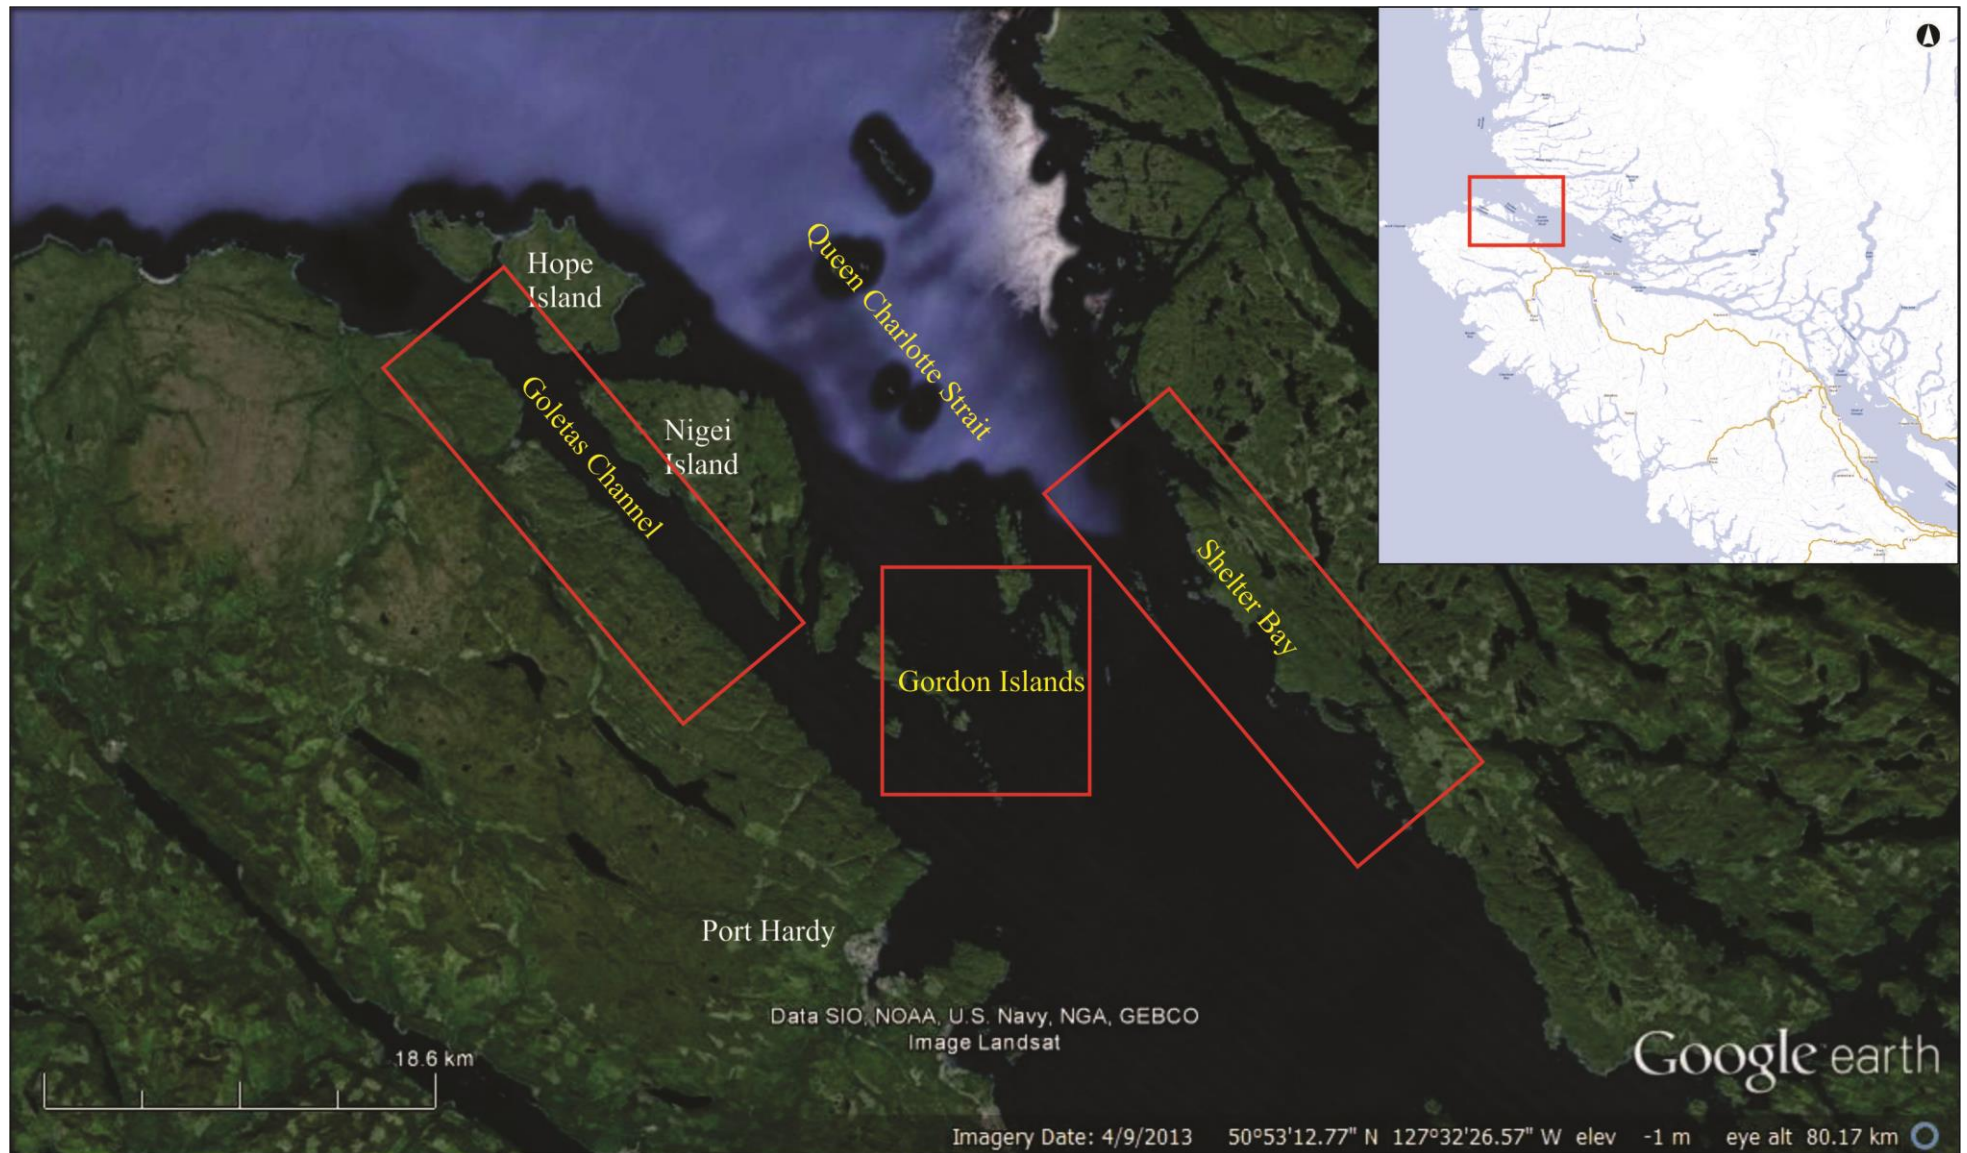 Hope
Island
Queen Charlotte Strait
Goletas Channel
Nigei
Island
Shelter Bay
Gordon Islands
Port Hardy
Data SIO, NOAA, U.S. Navy, NGA, GEBCO
Image Landsat
18.6 km
Google earth
Imagery Date: 4/9/2013 50°53'12.77" N 127°32'26.57" W elev -1 m eye alt 80.17 km